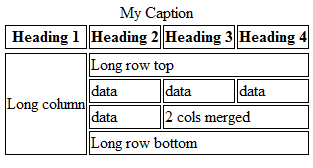 My Caption
Heading 1 Heading 2 Heading 3 Heading 4
Long row top
data data data
Long column
data 2 cols merged
Long row bottom